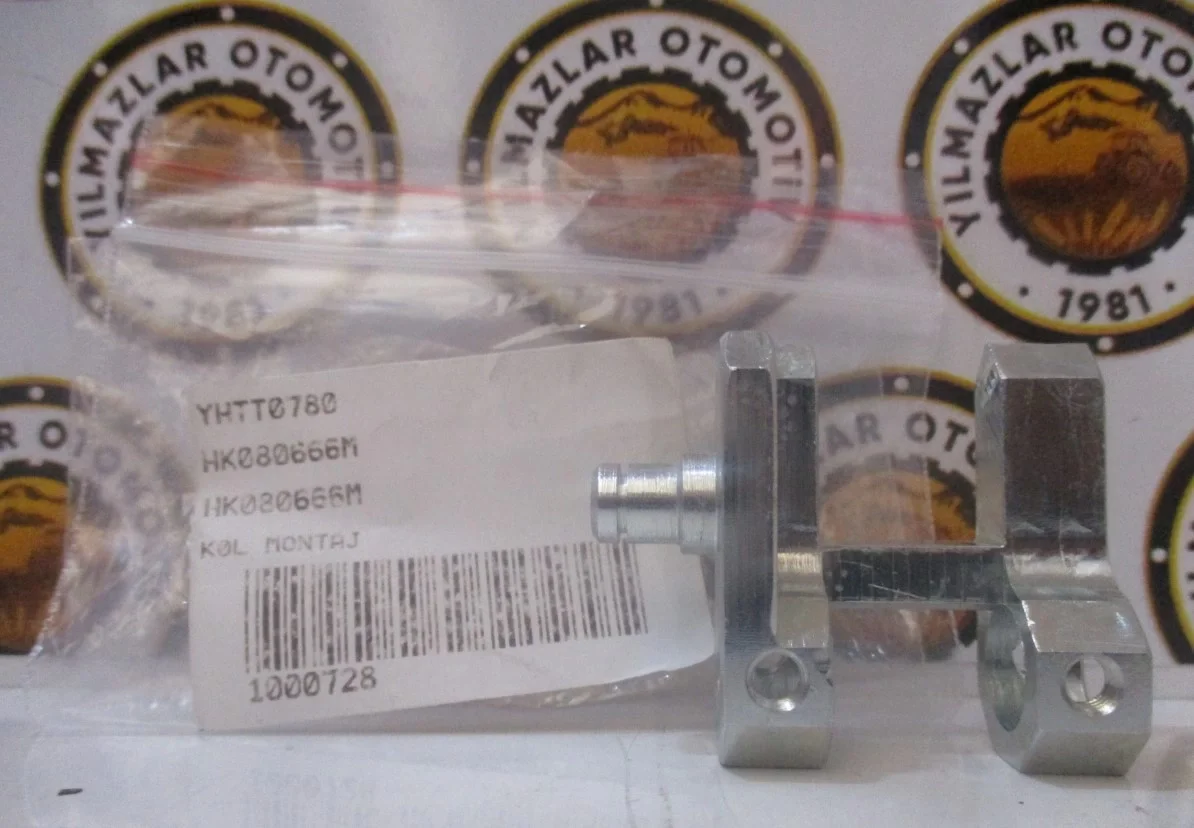 YILMAZLAR OTOMOTİ
1981
YILMAZLAR OTOMOTİ
1981
YILMAZLAR OTO
1981
YHTT0780
HK080666M
HK080666M
KOL MONTAJ
1000728
AR OTO
R OTO